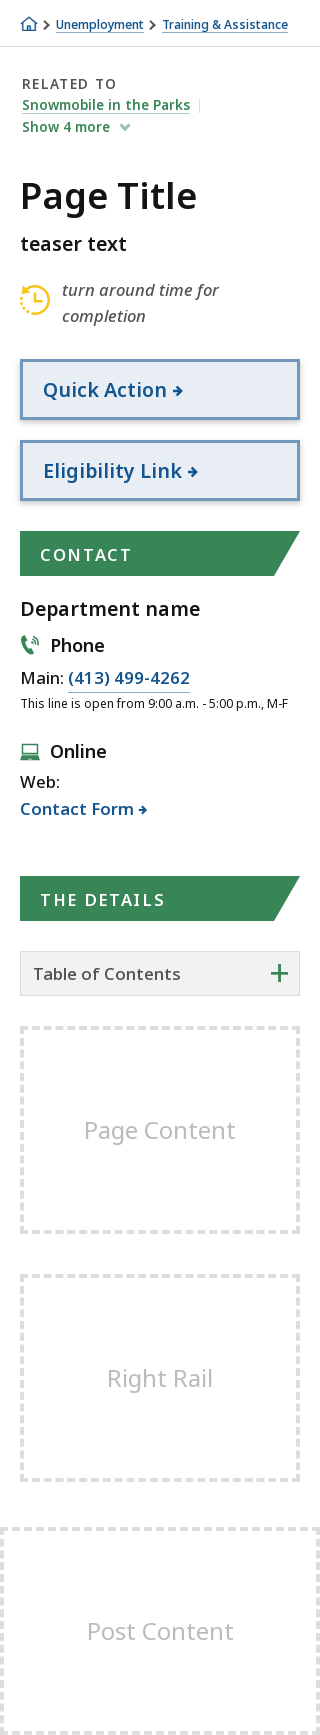 Unemployment Training & Assistance
RELATED TO
Snowmobile in the Parks
Show 4 more
Page Title
teaser text
turn around time for
completion
Quick Action
Eligibility Link
CONTACT
Department name
Phone
Main: (413) 499-4262
This line is open from 9:00 a.m. - 5:00 p.m., M-F
Online
Web:
Contact Form
THE DETAILS
Table of Contents
Page Content
Right Rail
Post Content